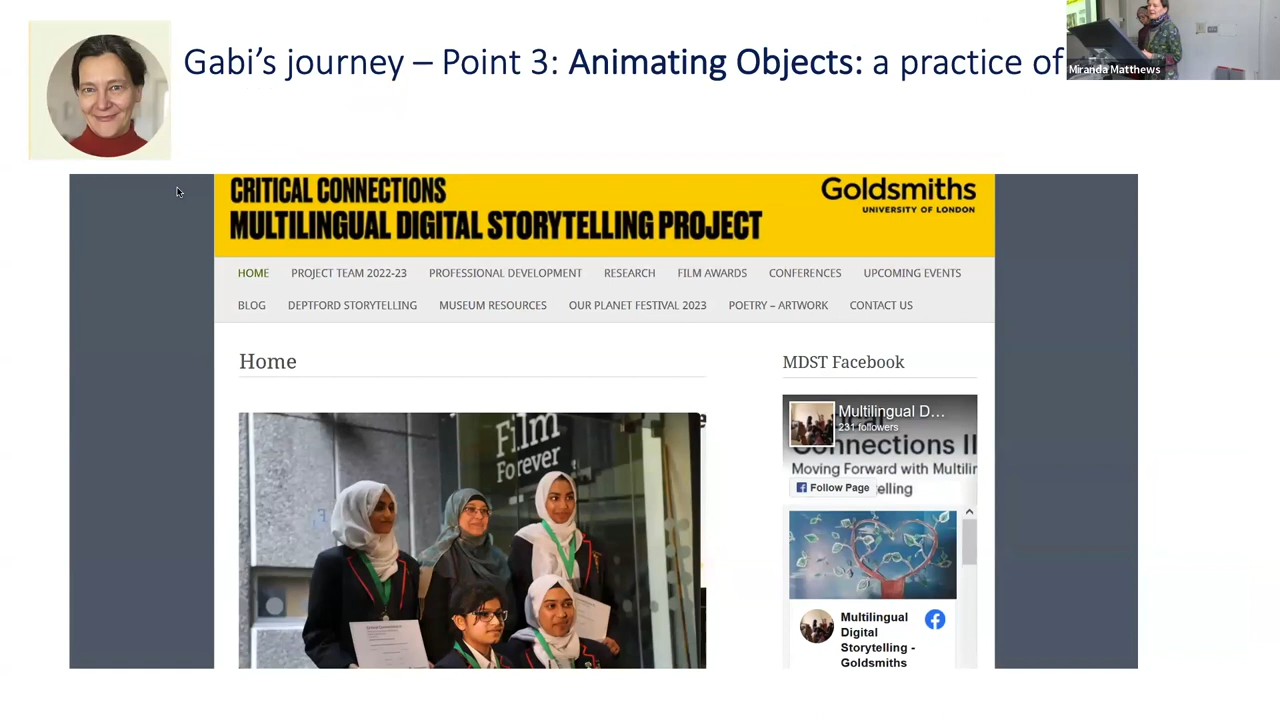 Gabi’s journey – Point 3: Animating Objects: a practice of
Miranda Matthews
CRITICAL CONNECTIONS
MULTILINGUAL DIGITAL STORYTELLING PROJECT
Goldsmiths
UNIVERSITY OF LONDON
HOME PROJECT TEAM 2022-23 PROFESSIONAL DEVELOPMENT RESEARCH FILM AWARDS CONFERENCES UPCOMING EVENTS
BLOG DEPTFORD STORYTELLING MUSEUM RESOURCES OUR PLANET FESTIVAL 2023 POETRY – ARTWORK CONTACT US
Home
Film
Forever
MDST Facebook
Multilingual D...
231 followers
Connections II
Moving Forward with Multilin
Follow Page
elling
Multilingual
Digital
Storytelling -
Goldsmiths